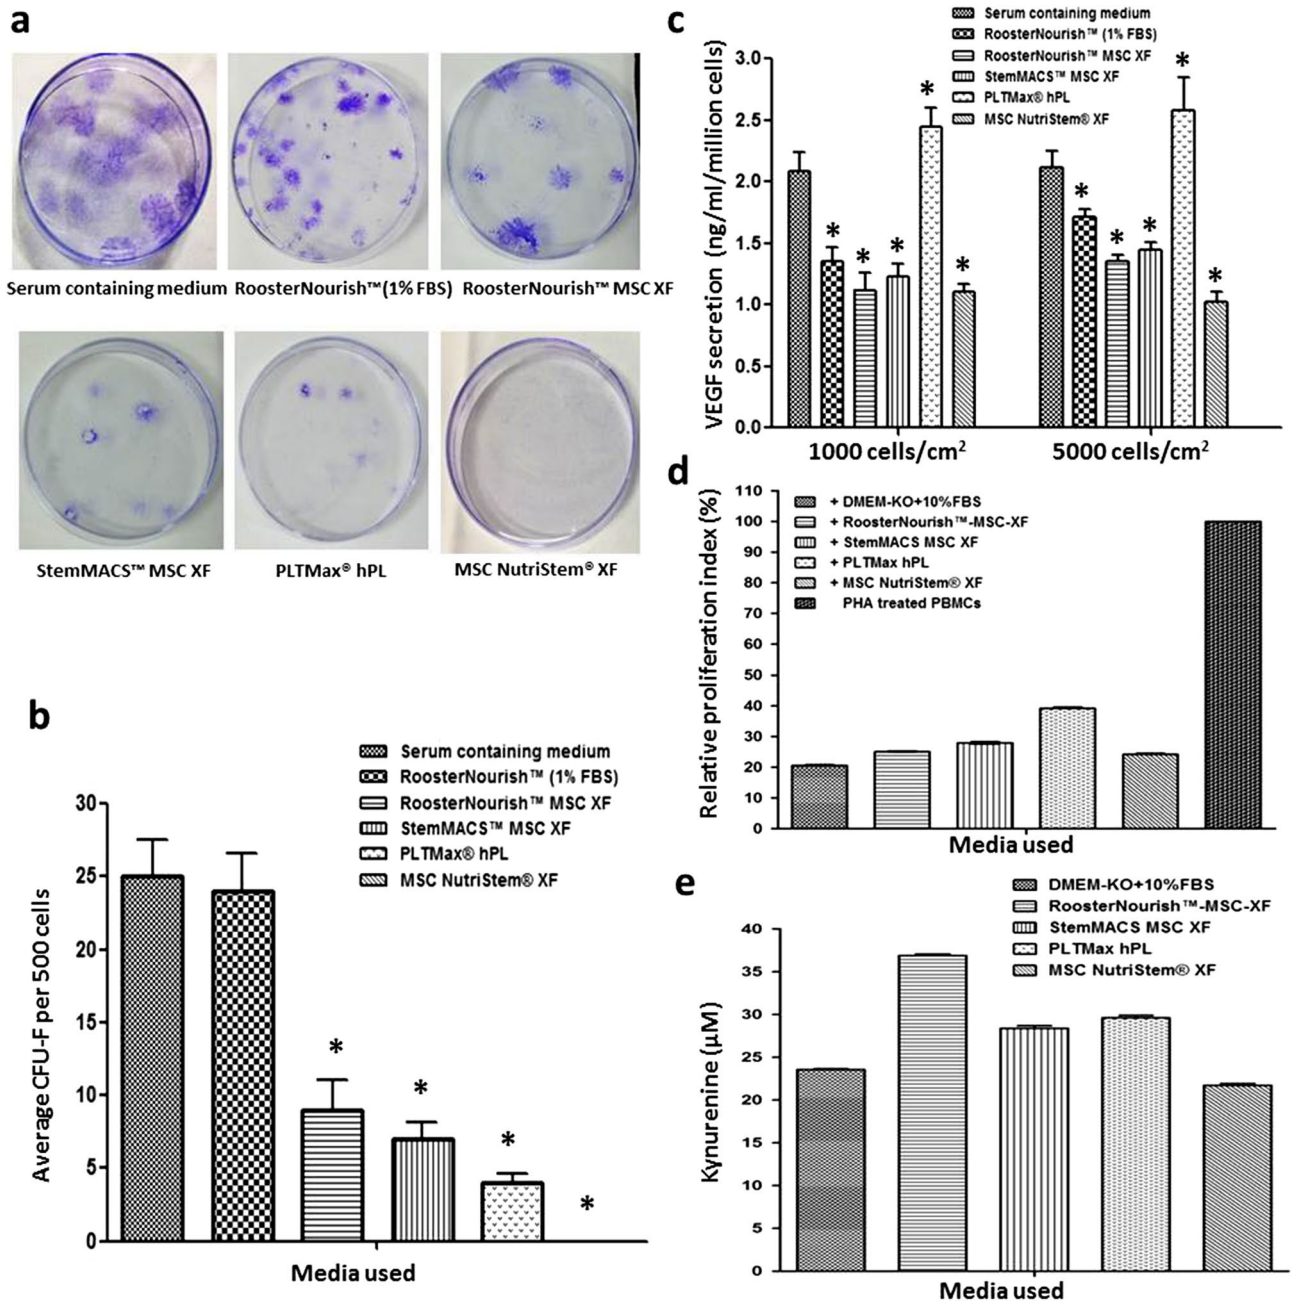 a
Serum containing medium
RoosterNourish™(1% FBS)
RoosterNourish™ MSC XF
StemMACS™ MSC XF
PLTMax® hPL
MSC NutriStem® XF
b
Serum containing medium
RoosterNourish™ (1% FBS)
RoosterNourish™ MSC XF
StemMACS™ MSC XF
PLTMax® hPL
MSC NutriStem® XF
Average CFU-F per 500 cells
30
25
20
15
10
5
0
*
*
*
*
Media used
c
Serum containing medium
RoosterNourish™ (1% FBS)
RoosterNourish™ MSC XF
StemMACS™ MSC XF
PLTMax® hPL
MSC NutriStem® XF
VEGF secretion (ng/ml/million cells)
3.0
2.5
2.0
1.5
1.0
0.5
0.0
* * * * *
* * * * *
1000 cells/cm²
5000 cells/cm²
d
+ DMEM-KO+10%FBS
+ RoosterNourish™-MSC-XF
+ StemMACS MSC XF
+ PLTMax hPL
+ MSC NutriStem® XF
PHA treated PBMCs
Relative proliferation index (%)
110
100
90
80
70
60
50
40
30
20
10
0
Media used
e
DMEM-KO+10%FBS
RoosterNourish™-MSC-XF
StemMACS MSC XF
PLTMax hPL
MSC NutriStem® XF
Kynurenine (µM)
40
35
30
25
20
15
10
5
0
Media used